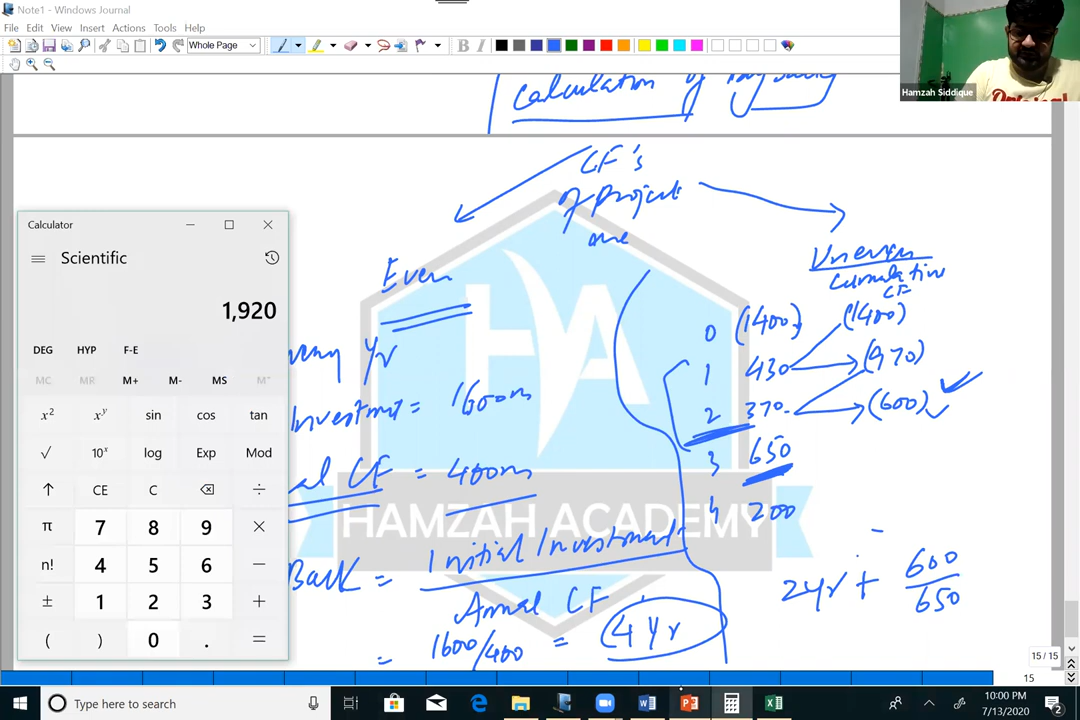 Note1 - Windows Journal
File Edit View Insert Actions Tools Help
Whole Page
B I
Hamzah Siddique
Calculation of
CF's
of project
are
Even
Uneven
Cumulative
CF
0 (1400) (1400)
1 430 (970)
2 370 (600)
3 650
4 200
yr
Investment = 1600m
al CF = 400m
HAMZAH ACADEMY
Back = Initial Investment
Annual CF
= 1600/400 = 4 Yr
2yr + 600
650
Calculator
Scientific
1,920
DEG HYP F-E
MC MR M+ M- MS M
x² xʸ sin cos tan
√ 10ˣ log Exp Mod
↑ CE C ÷
π 7 8 9 ×
n! 4 5 6 −
± 1 2 3 +
( ) 0 . =
15 / 15
15
Type here to search
10:00 PM
7/13/2020
2